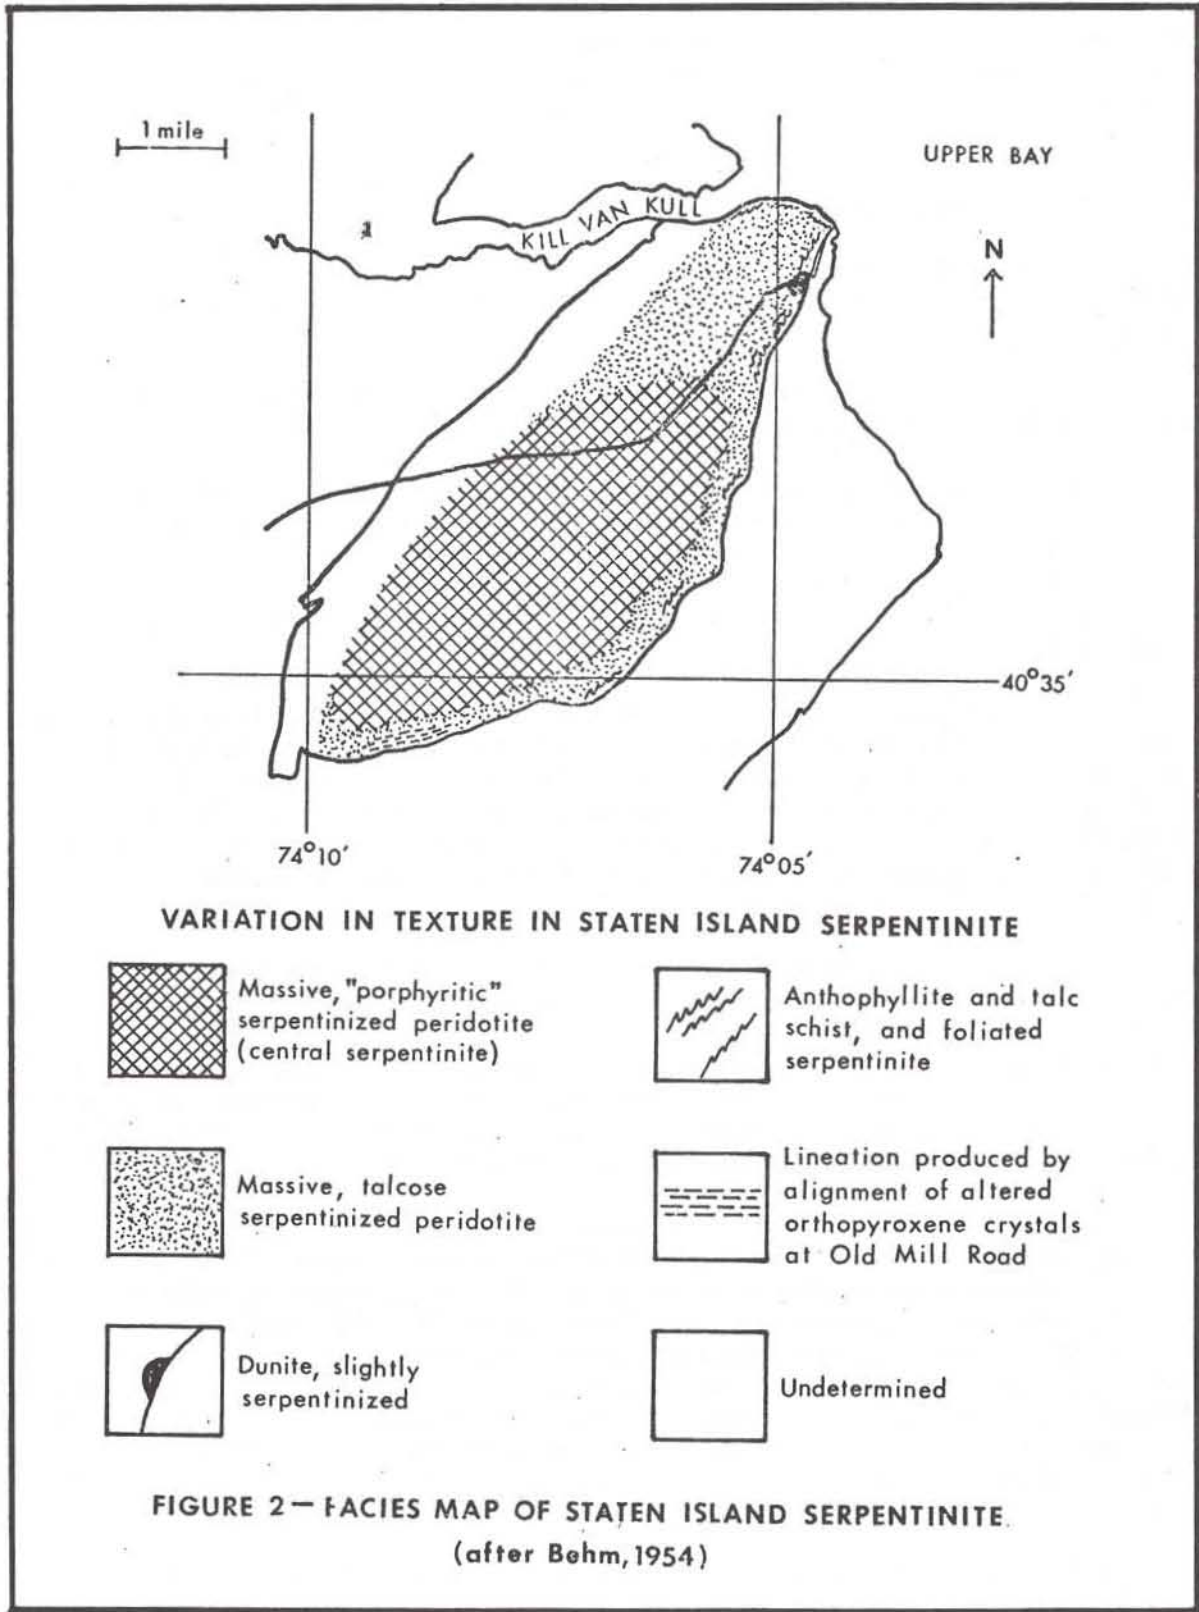 1 mile
UPPER BAY
KILL VAN KULL
N
40°35'
74°10'
74°05'
VARIATION IN TEXTURE IN STATEN ISLAND SERPENTINITE
Massive, "porphyritic"
serpentinized peridotite
(central serpentinite)
Anthophyllite and talc
schist, and foliated
serpentinite
Massive, talcose
serpentinized peridotite
Lineation produced by
alignment of altered
orthopyroxene crystals
at Old Mill Road
Dunite, slightly
serpentinized
Undetermined
FIGURE 2 — FACIES MAP OF STATEN ISLAND SERPENTINITE
(after Behm, 1954)